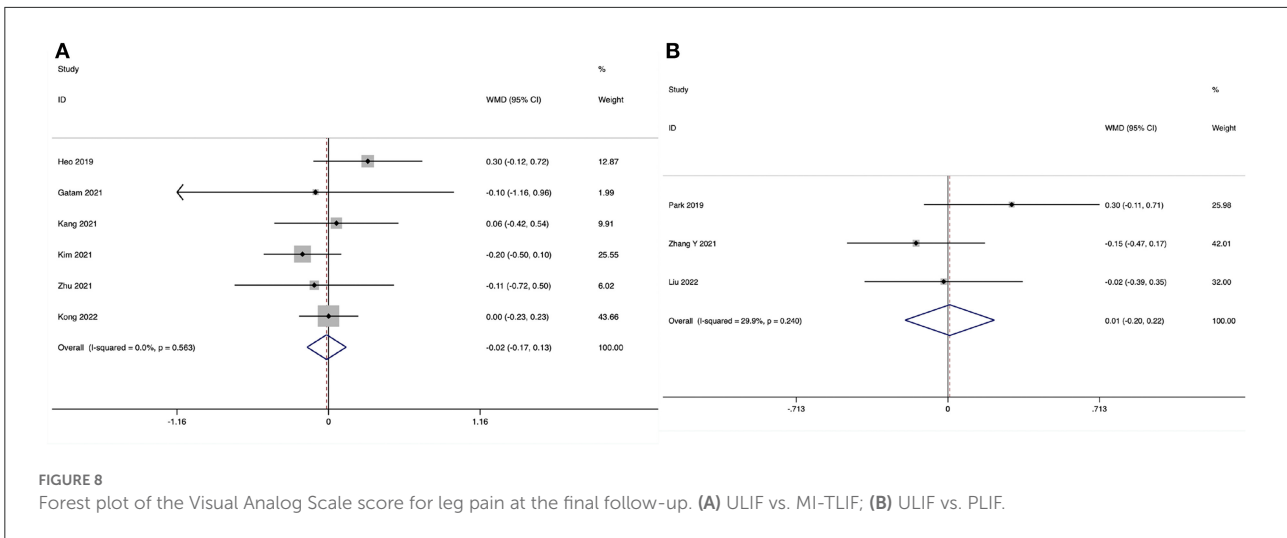 A
Study %
ID WMD (95% CI) Weight
Heo 2019 0.30 (-0.12, 0.72) 12.87
Gatam 2021 -0.10 (-1.16, 0.96) 1.99
Kang 2021 0.06 (-0.42, 0.54) 9.91
Kim 2021 -0.20 (-0.50, 0.10) 25.55
Zhu 2021 -0.11 (-0.72, 0.50) 6.02
Kong 2022 0.00 (-0.23, 0.23) 43.66
Overall (I-squared = 0.0%, p = 0.563) -0.02 (-0.17, 0.13) 100.00
-1.16 0 1.16
B
Study %
ID WMD (95% CI) Weight
Park 2019 0.30 (-0.11, 0.71) 25.98
Zhang Y 2021 -0.15 (-0.47, 0.17) 42.01
Liu 2022 -0.02 (-0.39, 0.35) 32.00
Overall (I-squared = 29.9%, p = 0.240) 0.01 (-0.20, 0.22) 100.00
-.713 0 .713
FIGURE 8
Forest plot of the Visual Analog Scale score for leg pain at the final follow-up. (A) ULIF vs. MI-TLIF; (B) ULIF vs. PLIF.